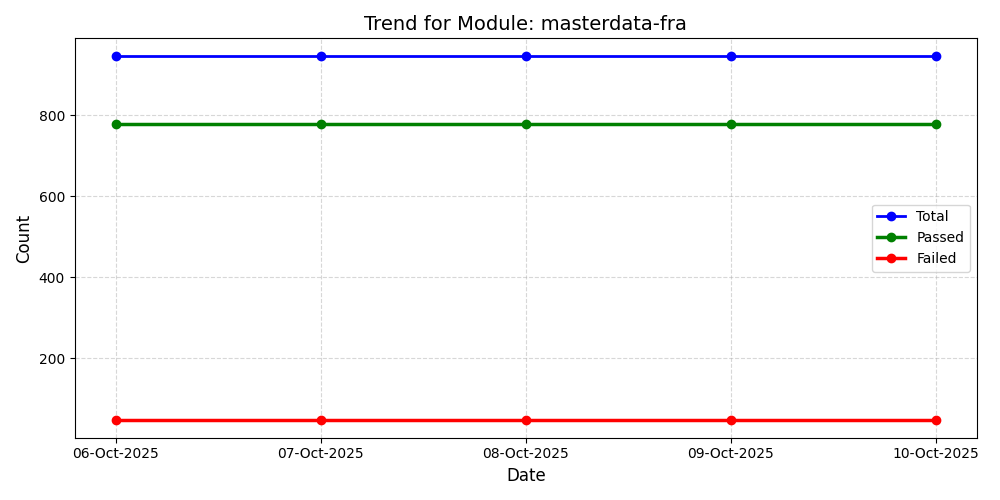 Trend for Module: masterdata-fra
Count
800
600
400
200
Total
Passed
Failed
06-Oct-2025
07-Oct-2025
08-Oct-2025
09-Oct-2025
10-Oct-2025
Date